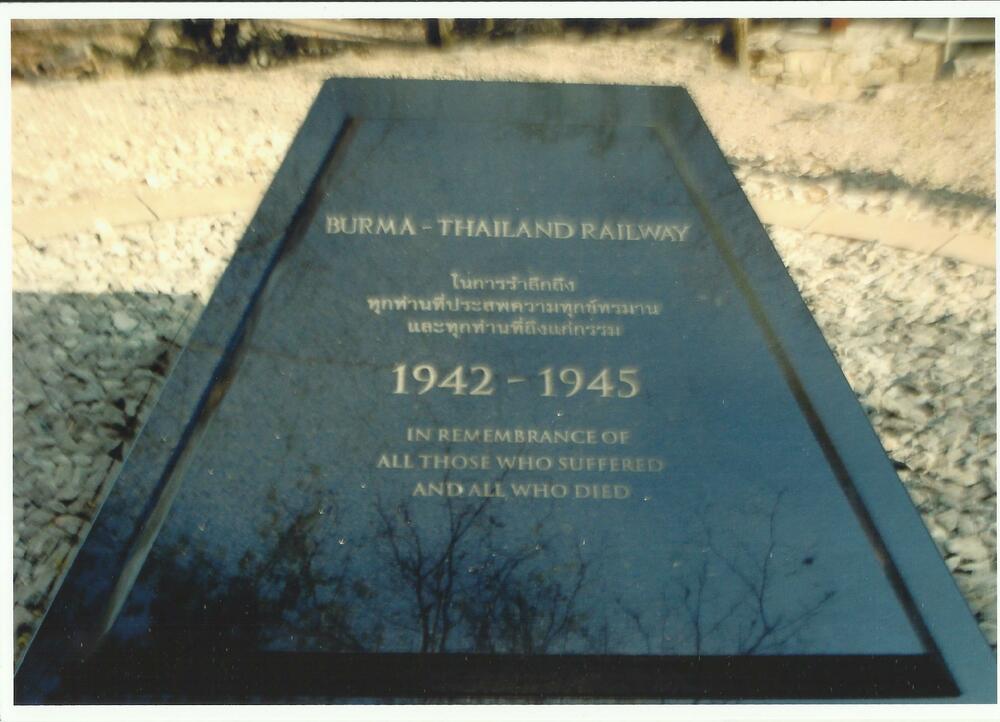 BURMA - THAILAND RAILWAY
ในการรำลึกถึง
ทุกท่านที่ประสพความทุกข์ทรมาน
และทุกท่านที่ถึงแก่กรรม
1942 - 1945
IN REMEMBRANCE OF
ALL THOSE WHO SUFFERED
AND ALL WHO DIED